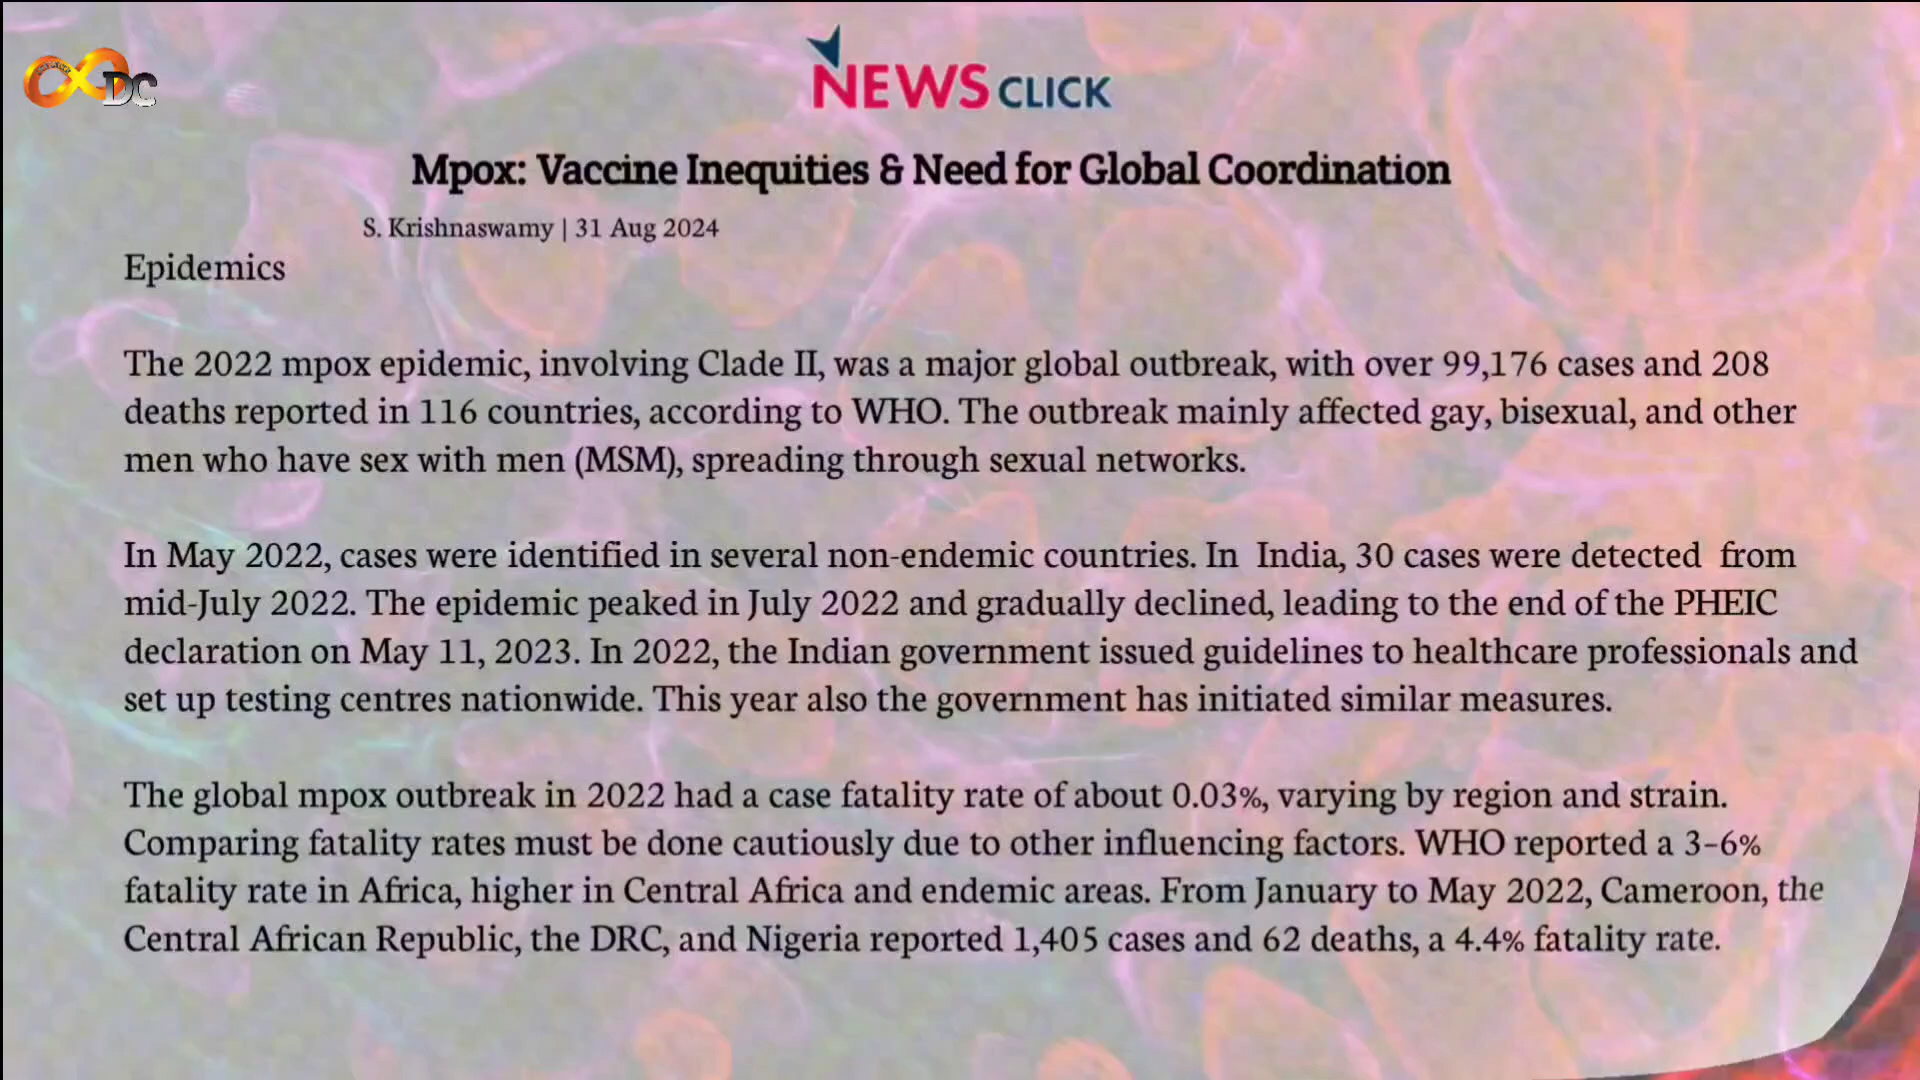 DC
NEWSCLICK
Mpox: Vaccine Inequities & Need for Global Coordination
S. Krishnaswamy | 31 Aug 2024
Epidemics
The 2022 mpox epidemic, involving Clade II, was a major global outbreak, with over 99,176 cases and 208
deaths reported in 116 countries, according to WHO. The outbreak mainly affected gay, bisexual, and other
men who have sex with men (MSM), spreading through sexual networks.
In May 2022, cases were identified in several non-endemic countries. In India, 30 cases were detected from
mid-July 2022. The epidemic peaked in July 2022 and gradually declined, leading to the end of the PHEIC
declaration on May 11, 2023. In 2022, the Indian government issued guidelines to healthcare professionals and
set up testing centres nationwide. This year also the government has initiated similar measures.
The global mpox outbreak in 2022 had a case fatality rate of about 0.03%, varying by region and strain.
Comparing fatality rates must be done cautiously due to other influencing factors. WHO reported a 3–6%
fatality rate in Africa, higher in Central Africa and endemic areas. From January to May 2022, Cameroon, the
Central African Republic, the DRC, and Nigeria reported 1,405 cases and 62 deaths, a 4.4% fatality rate.